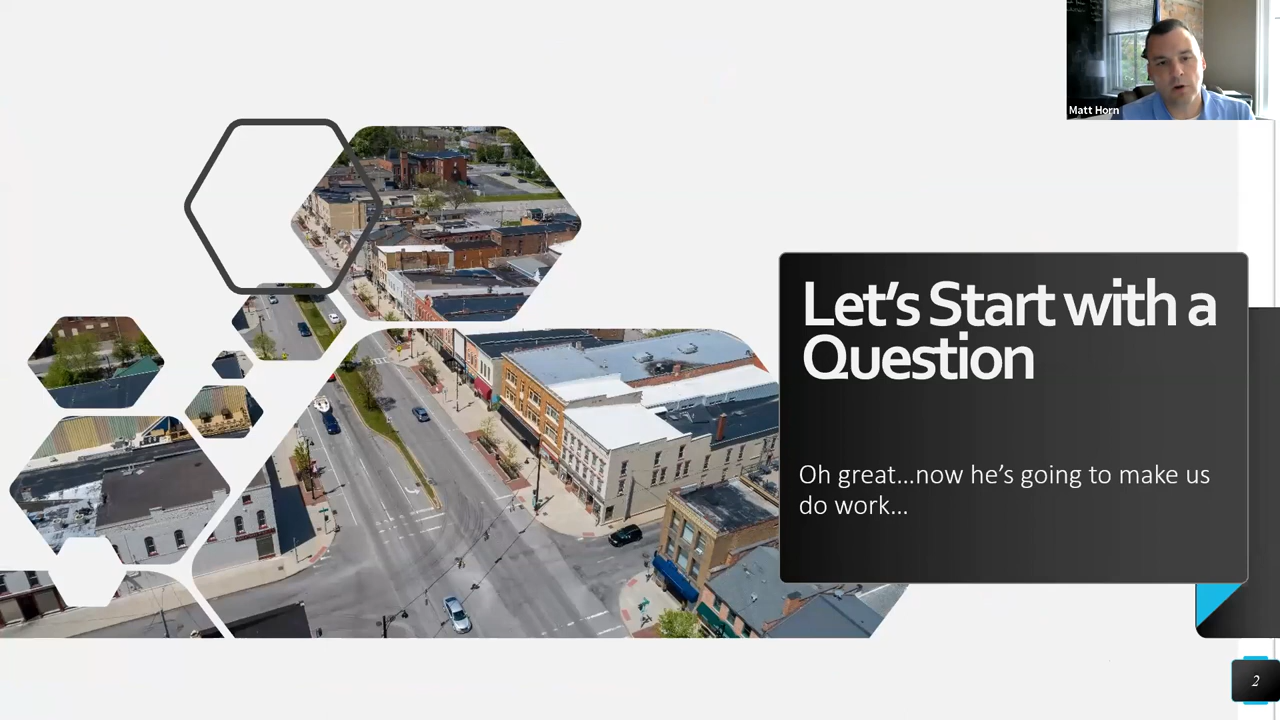 Matt Horn
Let's Start with a
Question
Oh great...now he's going to make us
do work...
2